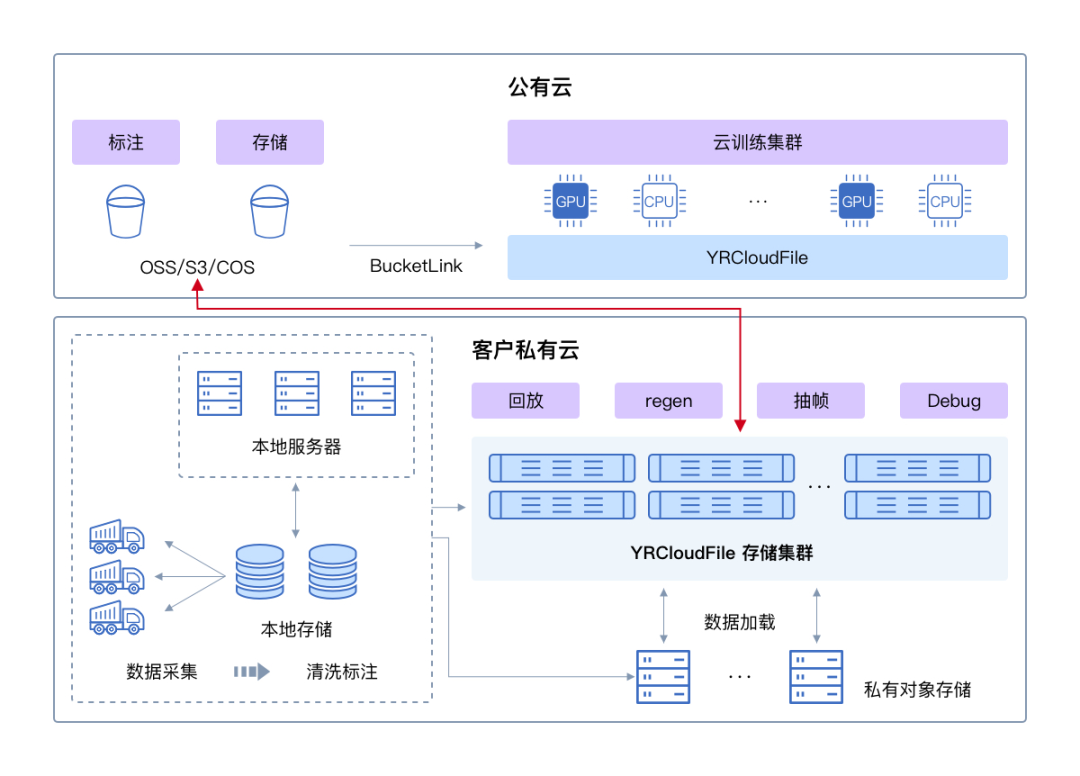 公有云
标注
存储
云训练集群
GPU
CPU
...
GPU
CPU
OSS/S3/COS
BucketLink
YRCloudFile
客户私有云
回放
regen
抽帧
Debug
本地服务器
...
YRCloudFile 存储集群
本地存储
数据采集
清洗标注
数据加载
...
私有对象存储